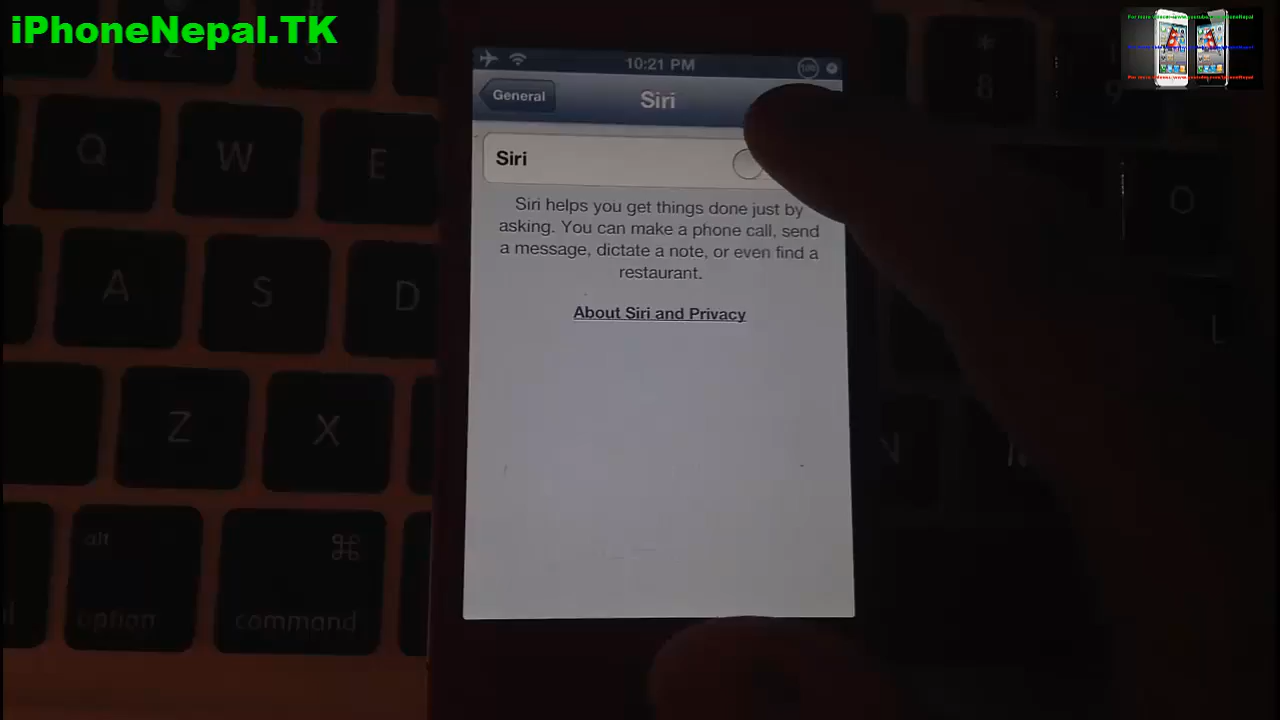 iPhoneNepal.TK
10:21 PM
General
Siri
Siri
Siri helps you get things done just by
asking. You can make a phone call, send
a message, dictate a note, or even find a
restaurant.
About Siri and Privacy
Q
W
E
A
S
D
L
Z
X
alt
option
⌘
command